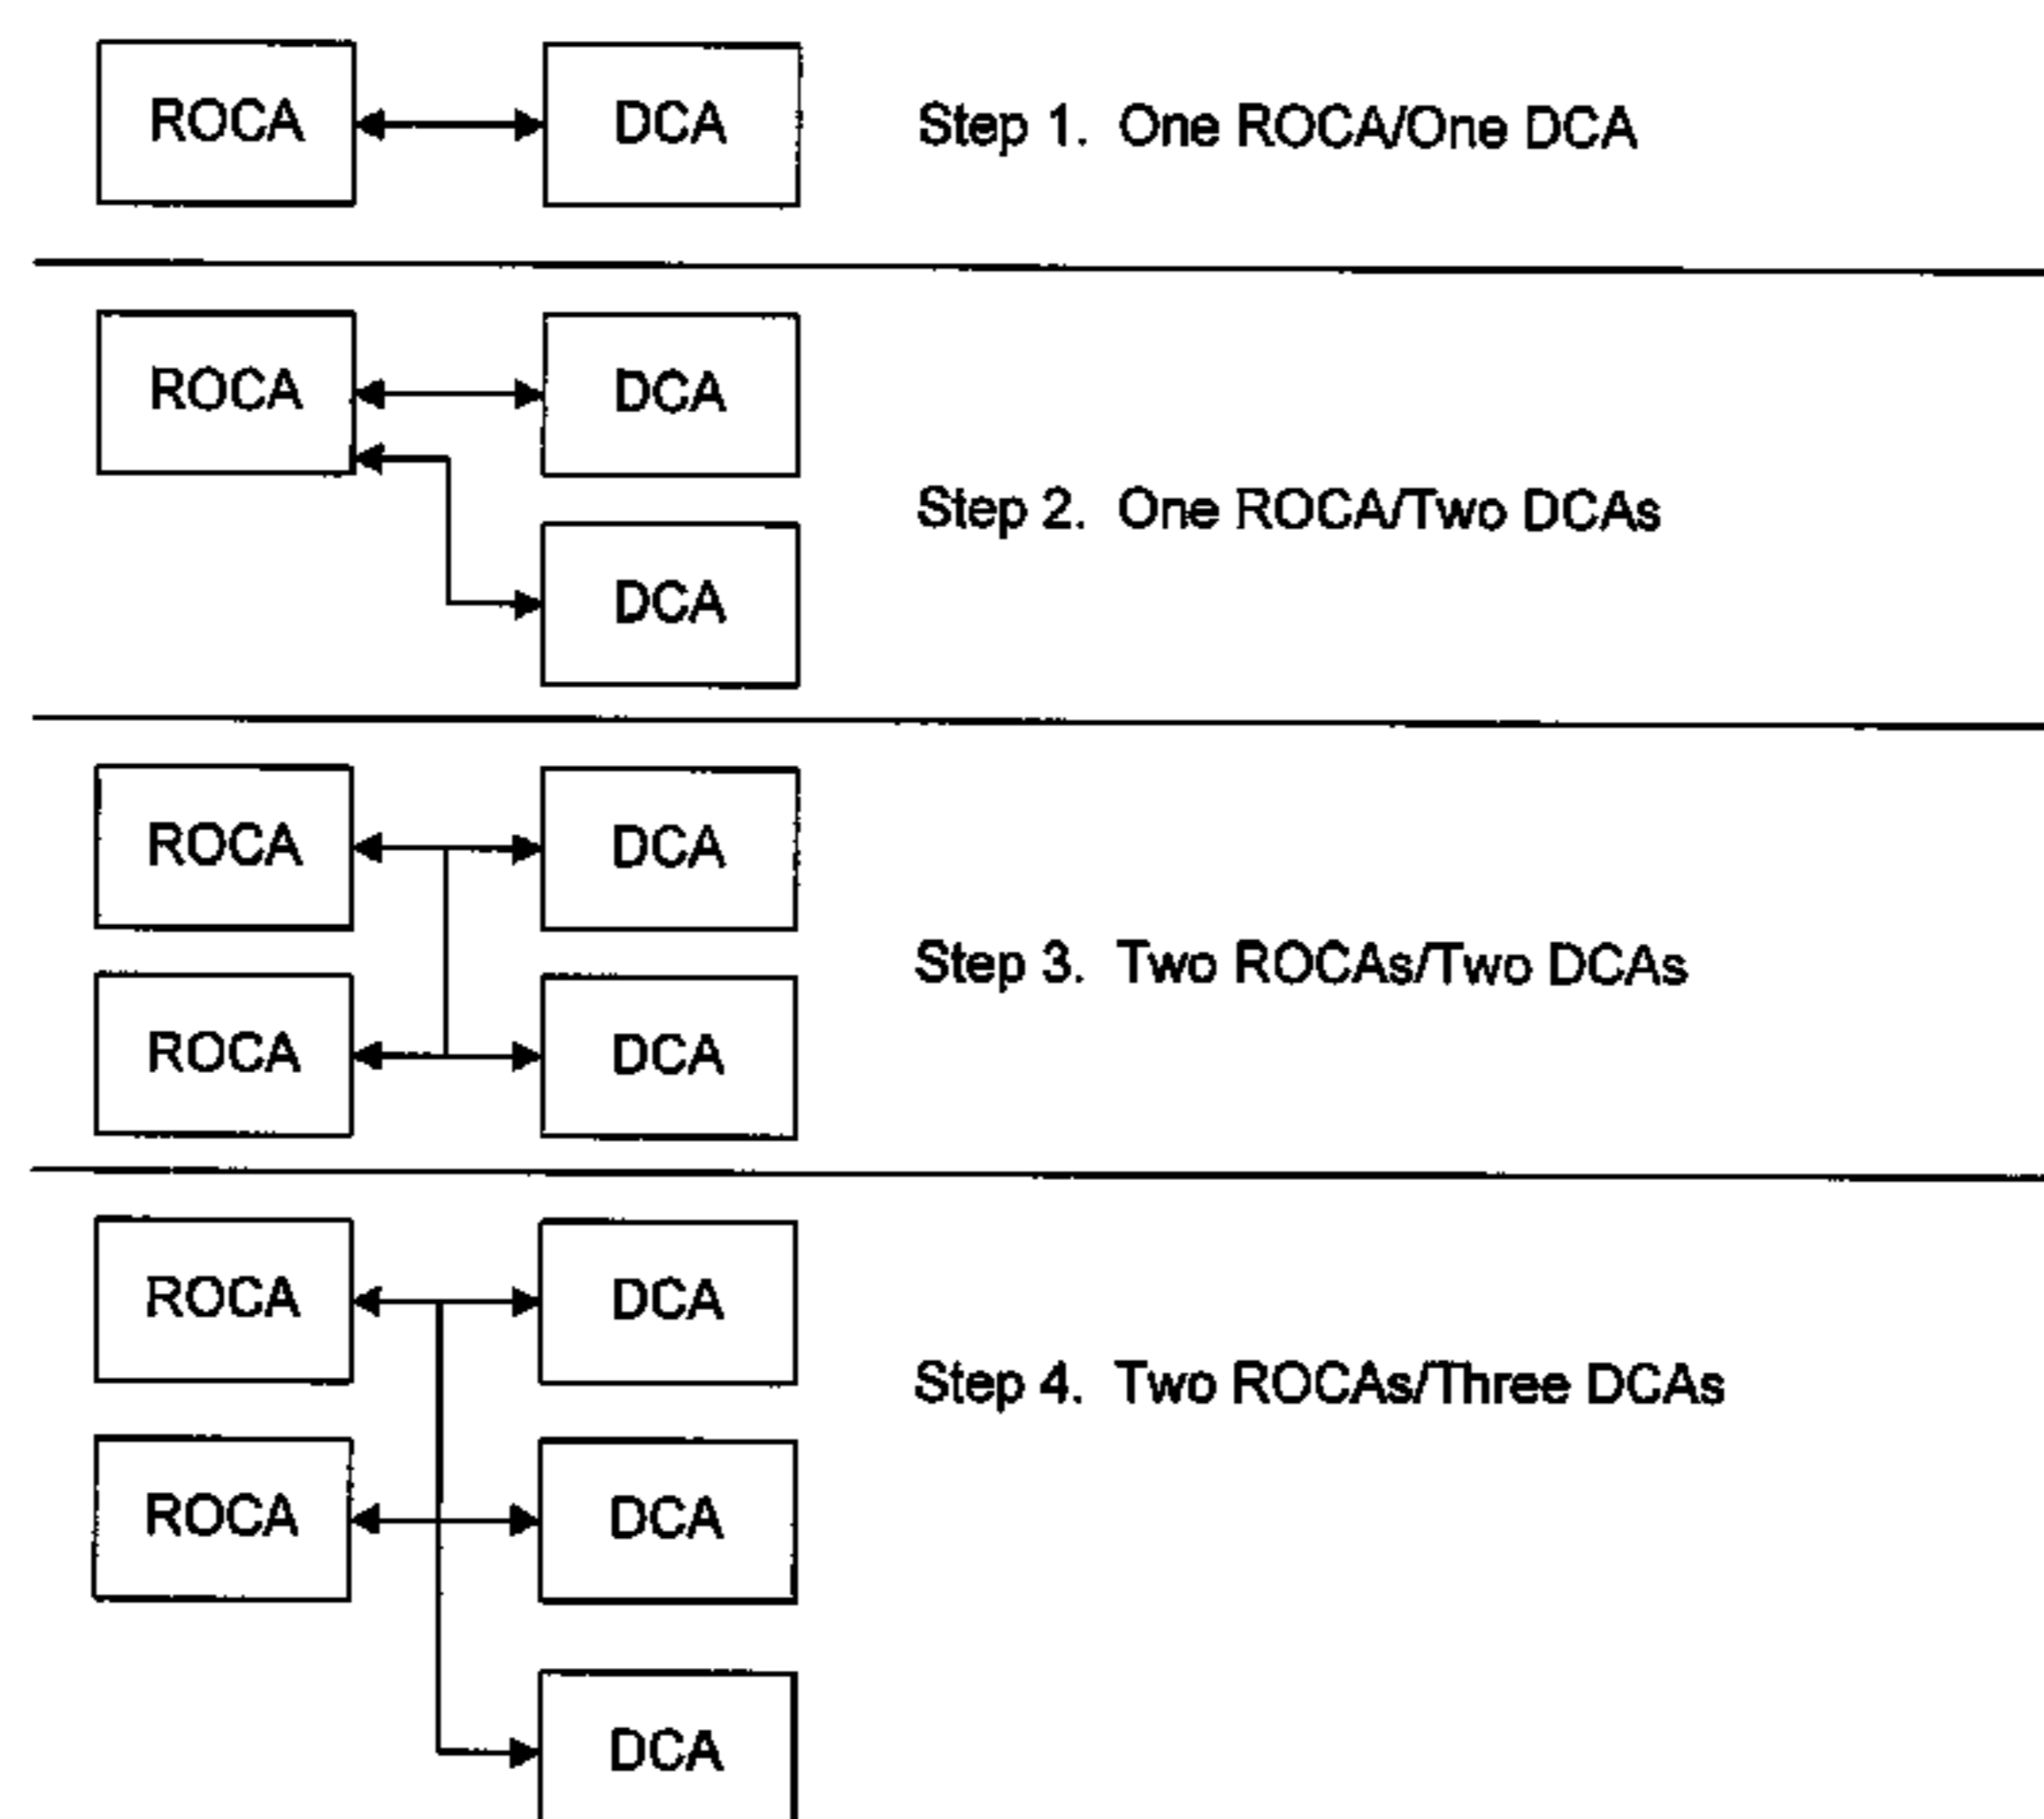 ROCA DCA Step 1. One ROCA/One DCA
ROCA DCA
Step 2. One ROCA/Two DCAs
DCA
ROCA DCA
Step 3. Two ROCAs/Two DCAs
ROCA DCA
ROCA DCA
Step 4. Two ROCAs/Three DCAs
ROCA DCA
DCA